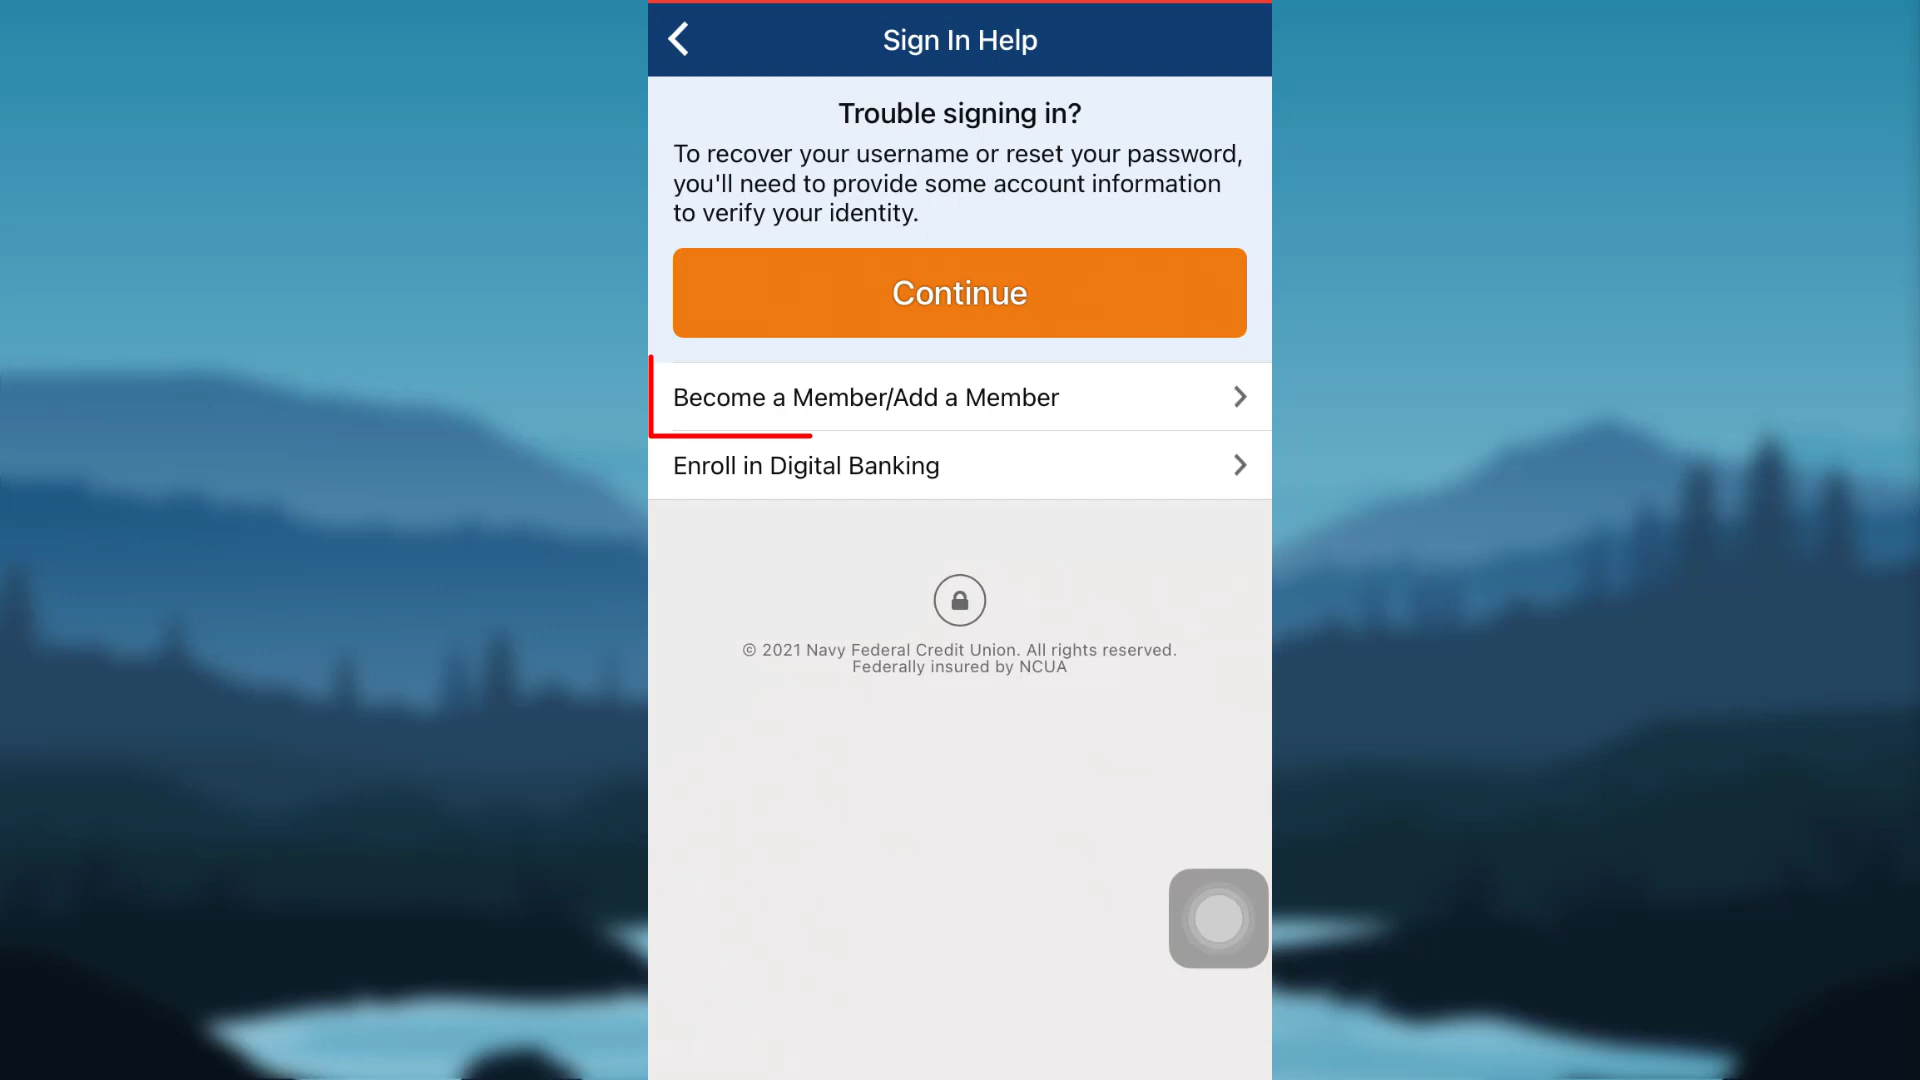 Sign In Help
Trouble signing in?
To recover your username or reset your password,
you'll need to provide some account information
to verify your identity.
Continue
Become a Member/Add a Member
Enroll in Digital Banking
© 2021 Navy Federal Credit Union. All rights reserved.
Federally insured by NCUA